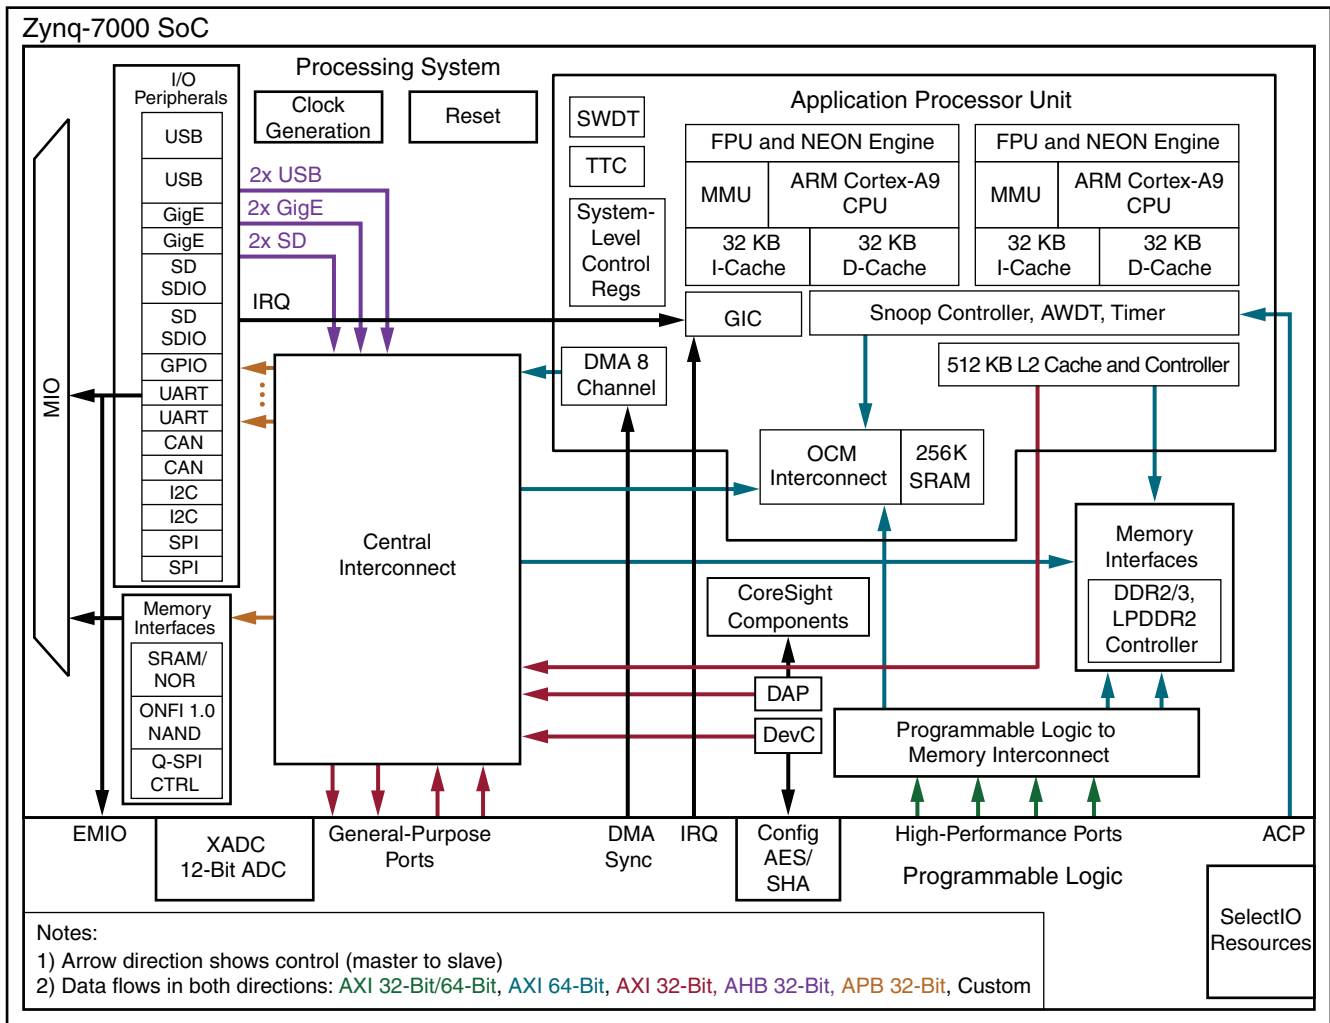 Zynq-7000 SoC
Processing System
I/O
Peripherals
USB
USB
GigE
GigE
SD
SDIO
SD
SDIO
GPIO
UART
UART
CAN
CAN
I2C
I2C
SPI
SPI
MIO
Memory
Interfaces
SRAM/
NOR
ONFI 1.0
NAND
Q-SPI
CTRL
Clock
Generation
Reset
2x USB
2x GigE
2x SD
IRQ
Central
Interconnect
Application Processor Unit
SWDT
TTC
System-
Level
Control
Regs
FPU and NEON Engine
MMU
ARM Cortex-A9
CPU
32 KB
I-Cache
32 KB
D-Cache
FPU and NEON Engine
MMU
ARM Cortex-A9
CPU
32 KB
I-Cache
32 KB
D-Cache
GIC
Snoop Controller, AWDT, Timer
DMA 8
Channel
512 KB L2 Cache and Controller
OCM
Interconnect
256K
SRAM
Memory
Interfaces
DDR2/3,
LPDDR2
Controller
CoreSight
Components
DAP
DevC
Programmable Logic to
Memory Interconnect
EMIO
XADC
12-Bit ADC
General-Purpose
Ports
DMA
Sync
IRQ
Config
AES/
SHA
High-Performance Ports
ACP
Programmable Logic
SelectIO
Resources
Notes:
1) Arrow direction shows control (master to slave)
2) Data flows in both directions: AXI 32-Bit/64-Bit, AXI 64-Bit, AXI 32-Bit, AHB 32-Bit, APB 32-Bit, Custom